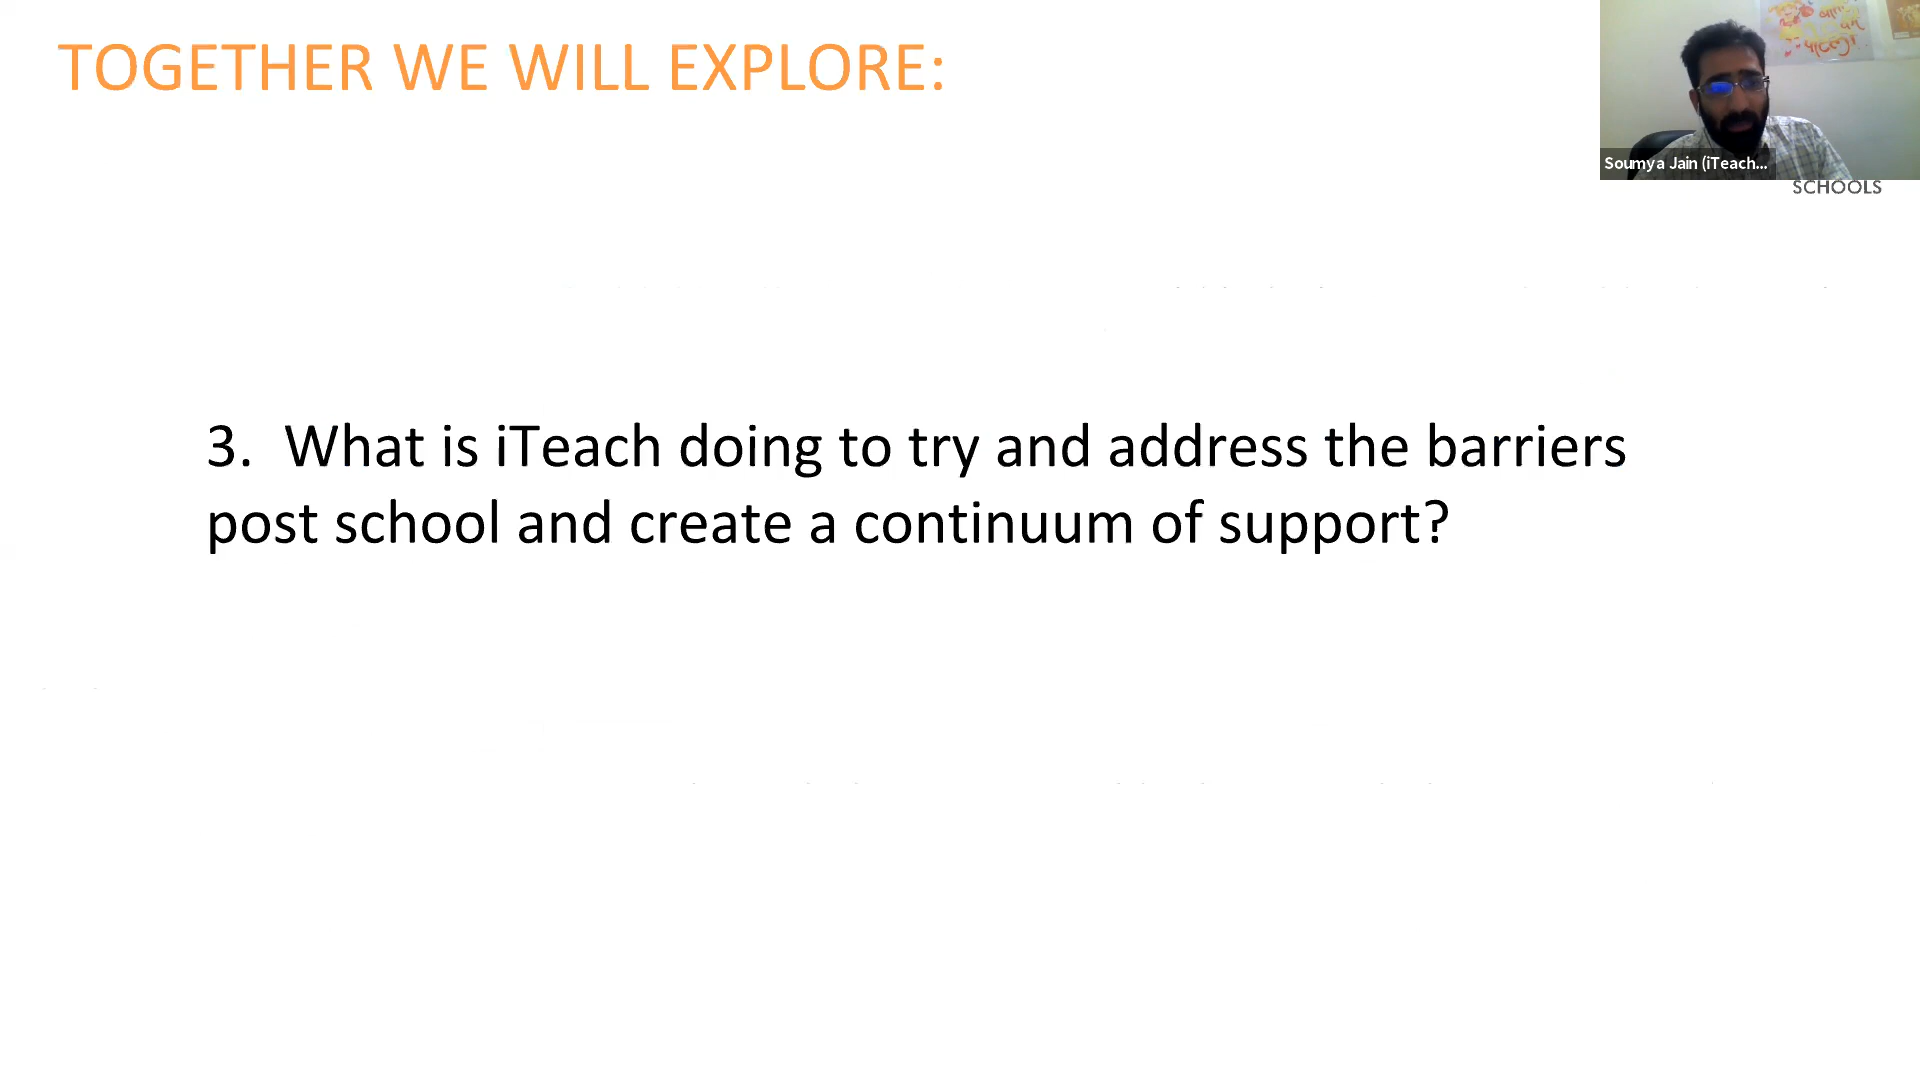 TOGETHER WE WILL EXPLORE:
Soumya Jain (iTeach...
SCHOOLS
3. What is iTeach doing to try and address the barriers
post school and create a continuum of support?